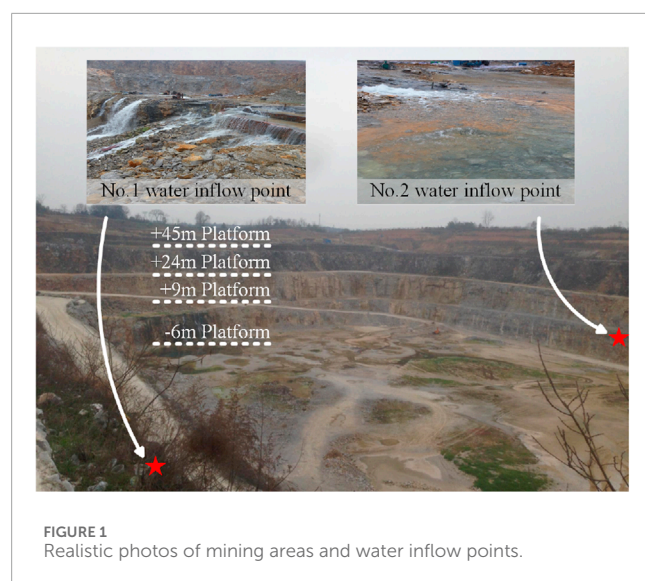 No.1 water inflow point
No.2 water inflow point
+45m Platform
+24m Platform
+9m Platform
-6m Platform
FIGURE 1
Realistic photos of mining areas and water inflow points.